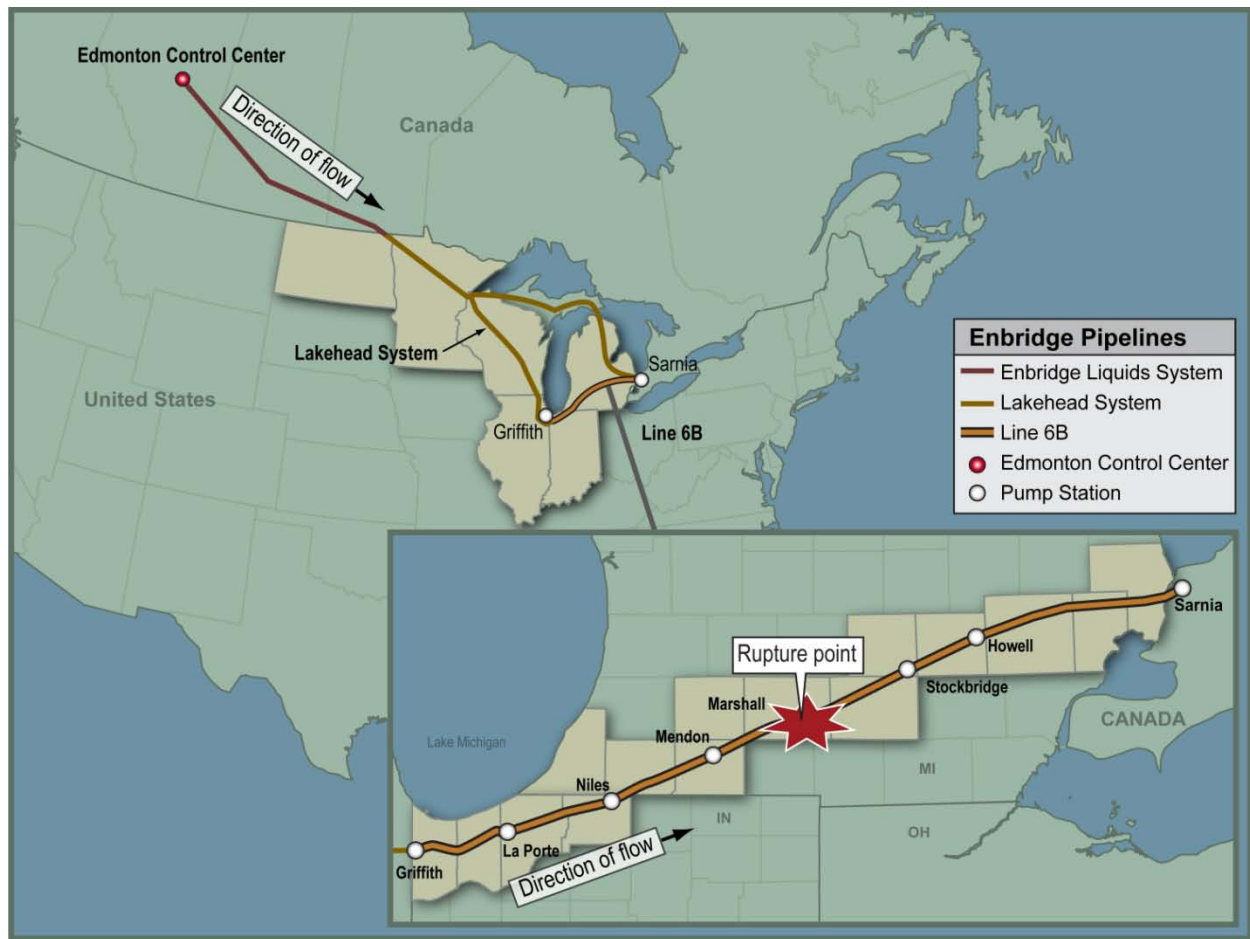 Edmonton Control Center
Direction of flow
Canada
United States
Lakehead System
Griffith
Sarnia
Line 6B
Enbridge Pipelines
Enbridge Liquids System
Lakehead System
Line 6B
Edmonton Control Center
Pump Station
Lake Michigan
Griffith
La Porte
Niles
Mendon
Marshall
Rupture point
Stockbridge
Howell
Sarnia
CANADA
MI
IN
OH
Direction of flow